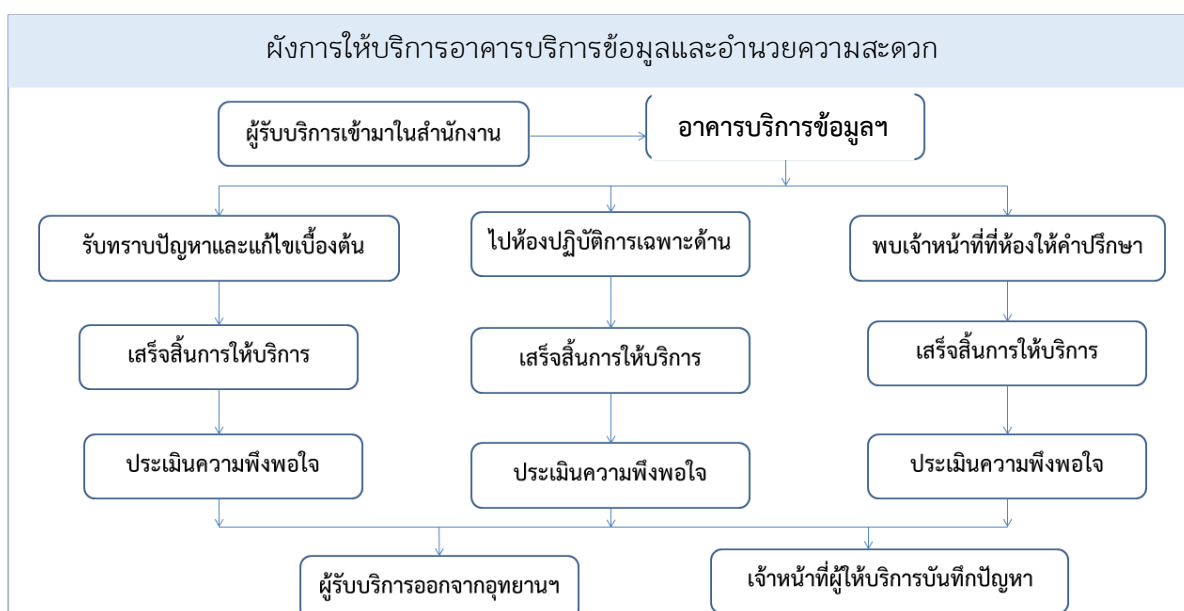 ผังการให้บริการอาคารบริการข้อมูลและอำนวยความสะดวก
ผู้รับบริการเข้ามาในสำนักงาน
อาคารบริการข้อมูลฯ
รับทราบปัญหาและแก้ไขเบื้องต้น
ไปห้องปฏิบัติการเฉพาะด้าน
พบเจ้าหน้าที่ที่ห้องให้คำปรึกษา
เสร็จสิ้นการให้บริการ
เสร็จสิ้นการให้บริการ
เสร็จสิ้นการให้บริการ
ประเมินความพึงพอใจ
ประเมินความพึงพอใจ
ประเมินความพึงพอใจ
ผู้รับบริการออกจากอุทยานฯ
เจ้าหน้าที่ผู้ให้บริการบันทึกปัญหา